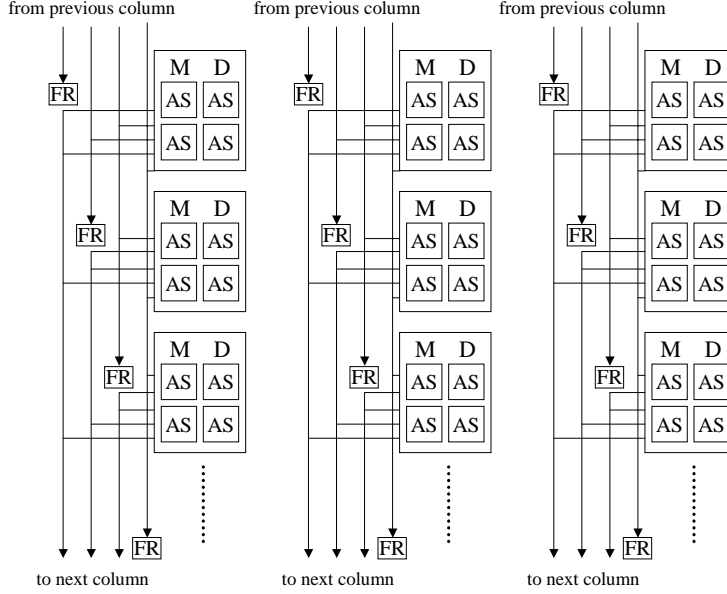 from previous column from previous column from previous column
M D M D M D
FR AS AS FR AS AS FR AS AS
AS AS AS AS AS AS
M D M D M D
FR AS AS FR AS AS FR AS AS
AS AS AS AS AS AS
M D M D M D
FR AS AS FR AS AS FR AS AS
AS AS AS AS AS AS
FR FR FR
to next column to next column to next column